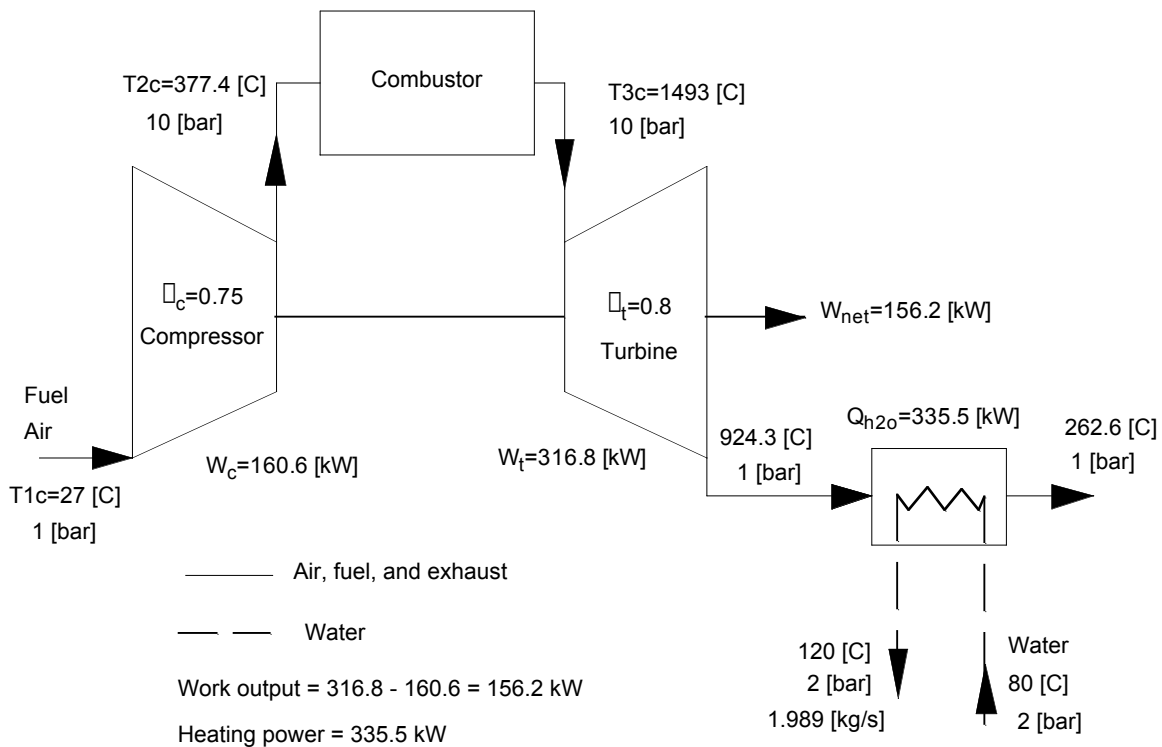 Combustor
T2c=377.4 [C]
10 [bar]
T3c=1493 [C]
10 [bar]
□c=0.75
Compressor
□t=0.8
Turbine
Wnet=156.2 [kW]
Fuel
Air
T1c=27 [C]
1 [bar]
Wc=160.6 [kW]
Wt=316.8 [kW]
924.3 [C]
1 [bar]
Qh2o=335.5 [kW]
262.6 [C]
1 [bar]
Air, fuel, and exhaust
Water
120 [C]
2 [bar]
1.989 [kg/s]
Water
80 [C]
2 [bar]
Work output = 316.8 - 160.6 = 156.2 kW
Heating power = 335.5 kW